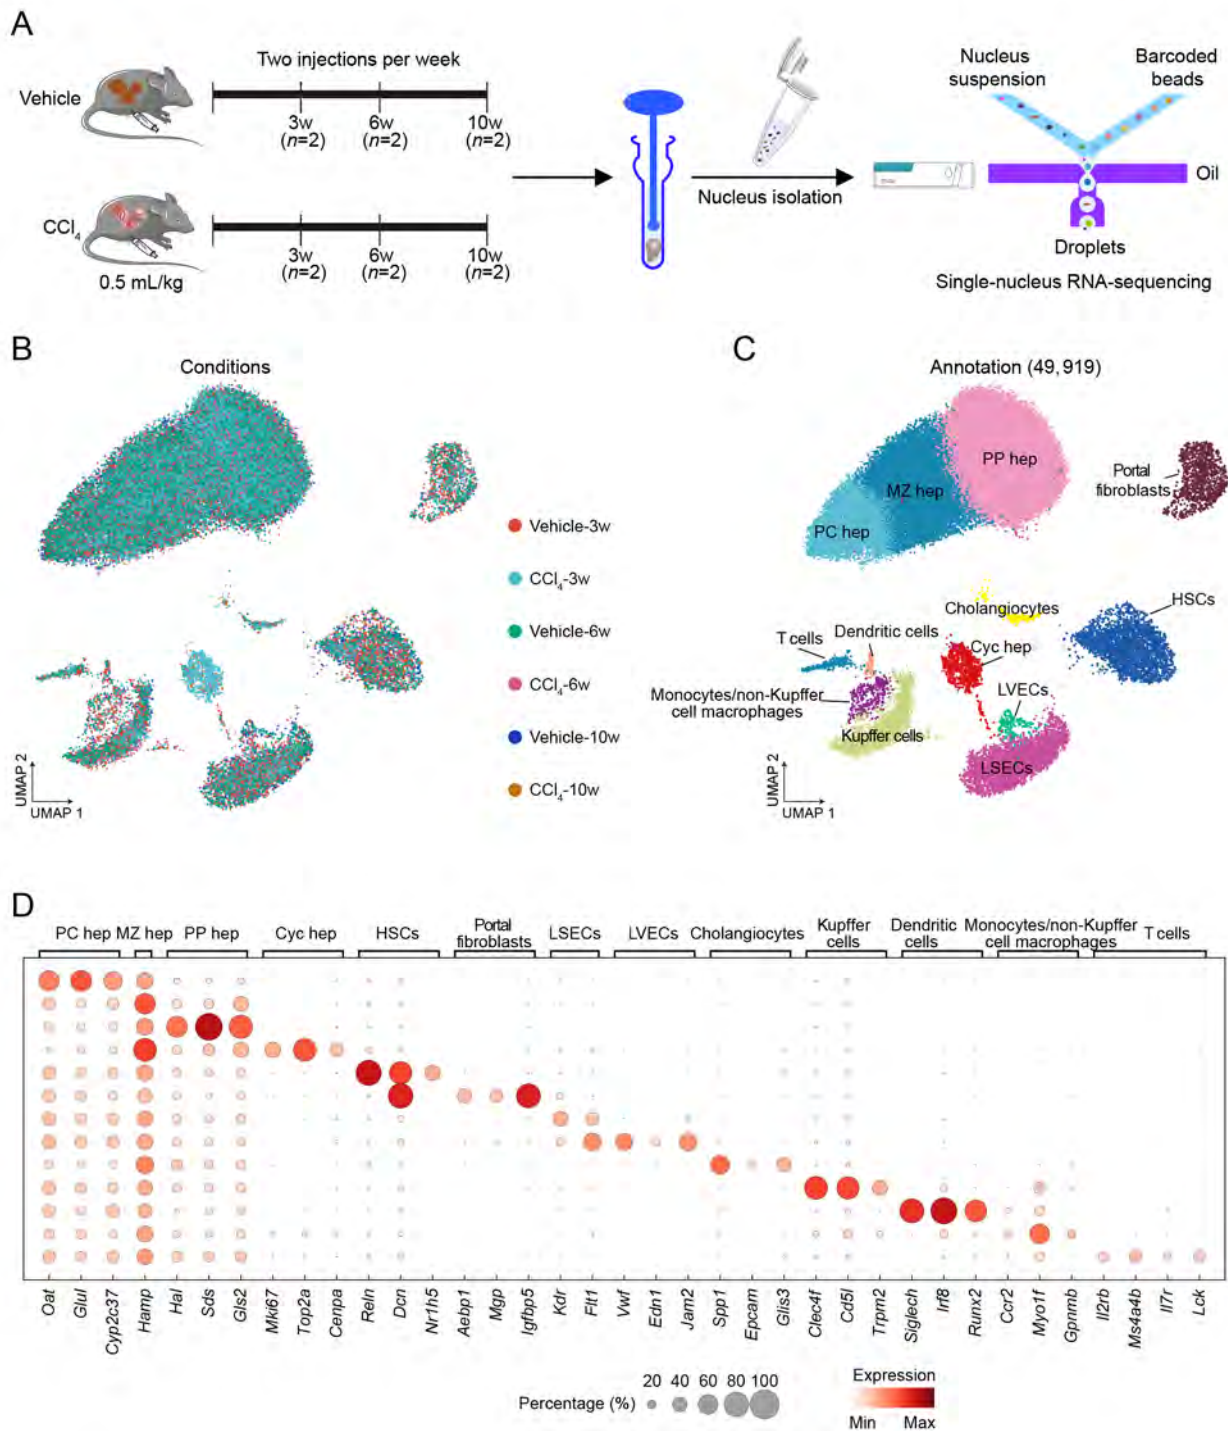 A
Two injections per week
Vehicle
3w 6w 10w
(n=2) (n=2) (n=2)
CCl4
3w 6w 10w
(n=2) (n=2) (n=2)
0.5 mL/kg
Nucleus isolation
Nucleus suspension
Barcoded beads
Oil
Droplets
Single-nucleus RNA-sequencing
B
Conditions
Vehicle-3w
CCl4-3w
Vehicle-6w
CCl4-6w
Vehicle-10w
CCl4-10w
UMAP 2
UMAP 1
C
Annotation (49,919)
PP hep
MZ hep
PC hep
Portal
fibroblasts
Cholangiocytes
HSCs
T cells
Dendritic cells
Cyc hep
Monocytes/non-Kupffer
cell macrophages
LVECs
Kupffer cells
LSECs
UMAP 2
UMAP 1
D
PC hep MZ hep PP hep Cyc hep HSCs Portal fibroblasts LSECs LVECs Cholangiocytes Kupffer cells Dendritic cells Monocytes/non-Kupffer cell macrophages T cells
Oat Glul Cyp2c37 Hamp Hal Sds Gls2 Mki67 Top2a Cenpa Reln Dcn Nr1h5 Aebp1 Mgp Igfbp5 Kdr Flt1 Vwf Edn1 Jam2 Spp1 Epcam Glis3 Clec4f Cd5l Trpm2 Siglech Irf8 Runx2 Ccr2 Myo1f Gpnmb Il2rb Ms4a4b Il7r Lck
20 40 60 80 100
Percentage (%)
Expression
Min Max